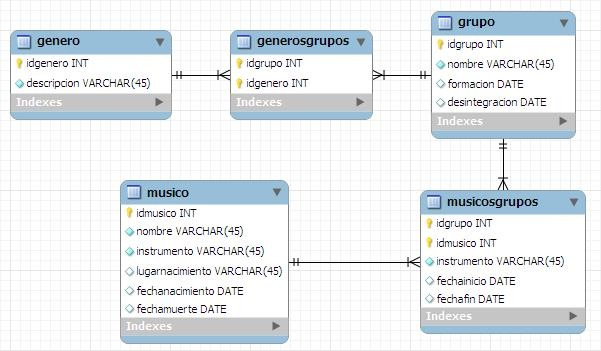 genero
idgenero INT
descripcion VARCHAR(45)
Indexes
generosgrupos
idgrupo INT
idgenero INT
Indexes
grupo
idgrupo INT
nombre VARCHAR(45)
formacion DATE
desintegracion DATE
Indexes
musico
idmusico INT
nombre VARCHAR(45)
instrumento VARCHAR(45)
lugarnacimiento VARCHAR(45)
fechanacimiento DATE
fechamuerte DATE
Indexes
musicosgrupos
idgrupo INT
idmusico INT
instrumento VARCHAR(45)
fechainicio DATE
fechafin DATE
Indexes